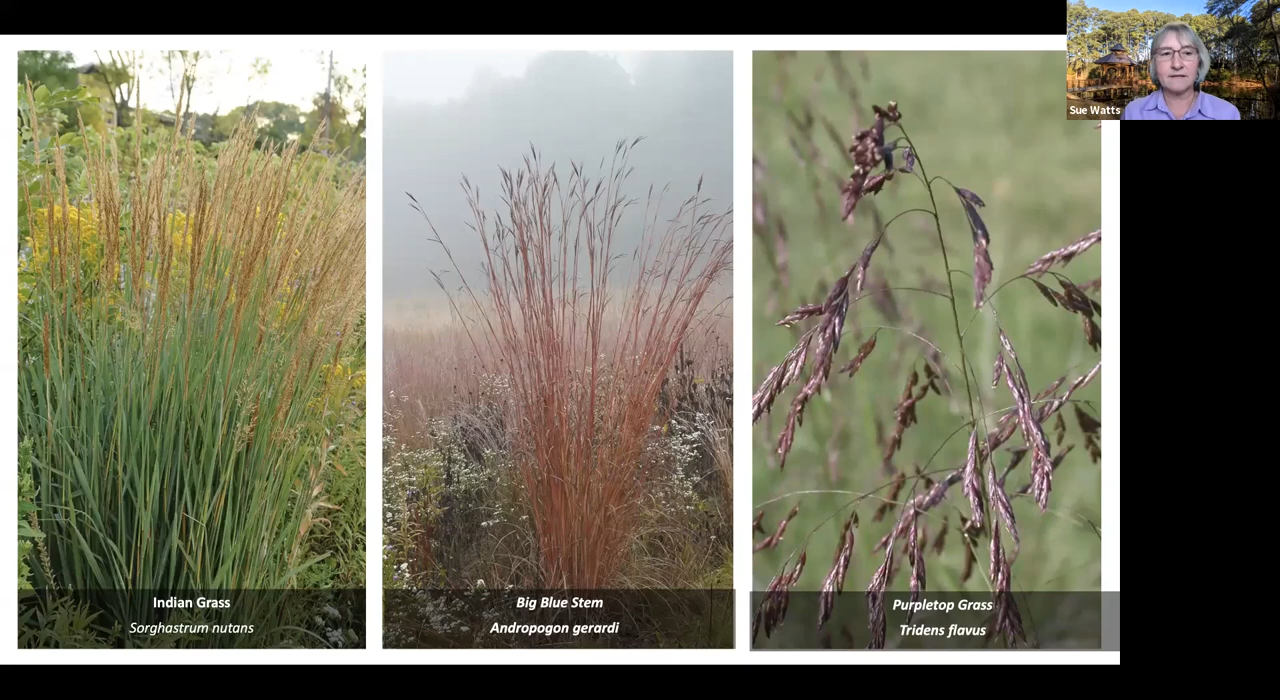 Sue Watts
Indian Grass
Sorghastrum nutans
Big Blue Stem
Andropogon gerardi
Purpletop Grass
Tridens flavus